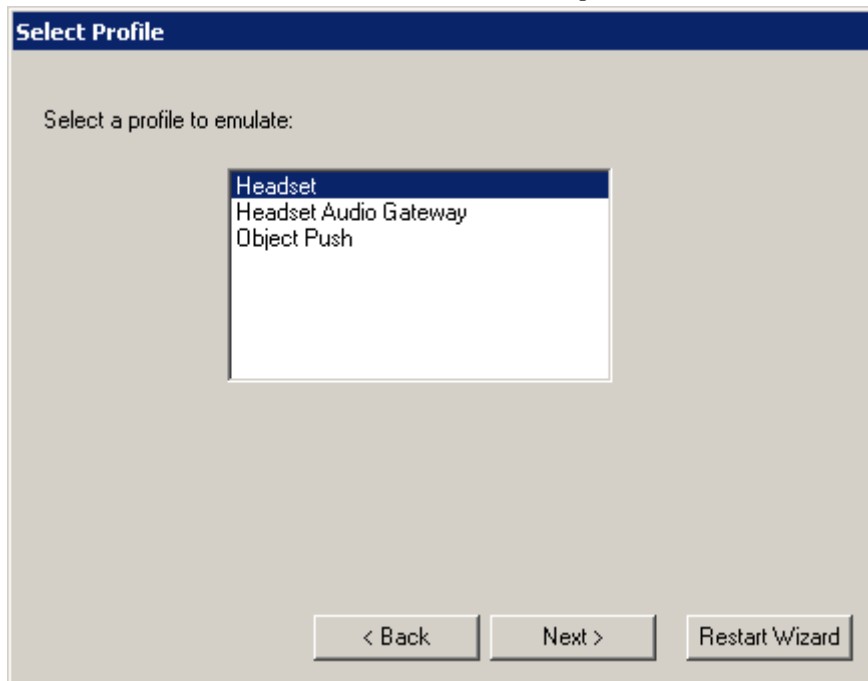 Select Profile
Select a profile to emulate:
Headset
Headset Audio Gateway
Object Push
< Back
Next >
Restart Wizard